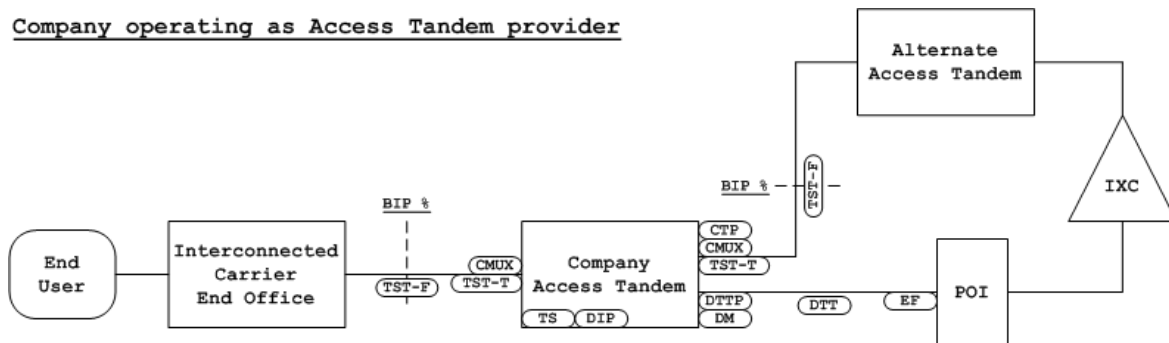 Company operating as Access Tandem provider
Alternate
Access Tandem
BIP %
TST-F
IXC
BIP %
CTP
CMUX
TST-T
End
User
Interconnected
Carrier
End Office
TST-F
CMUX
TST-T
Company
Access Tandem
TS
DIP
DTTP
DM
DTT
EF
POI